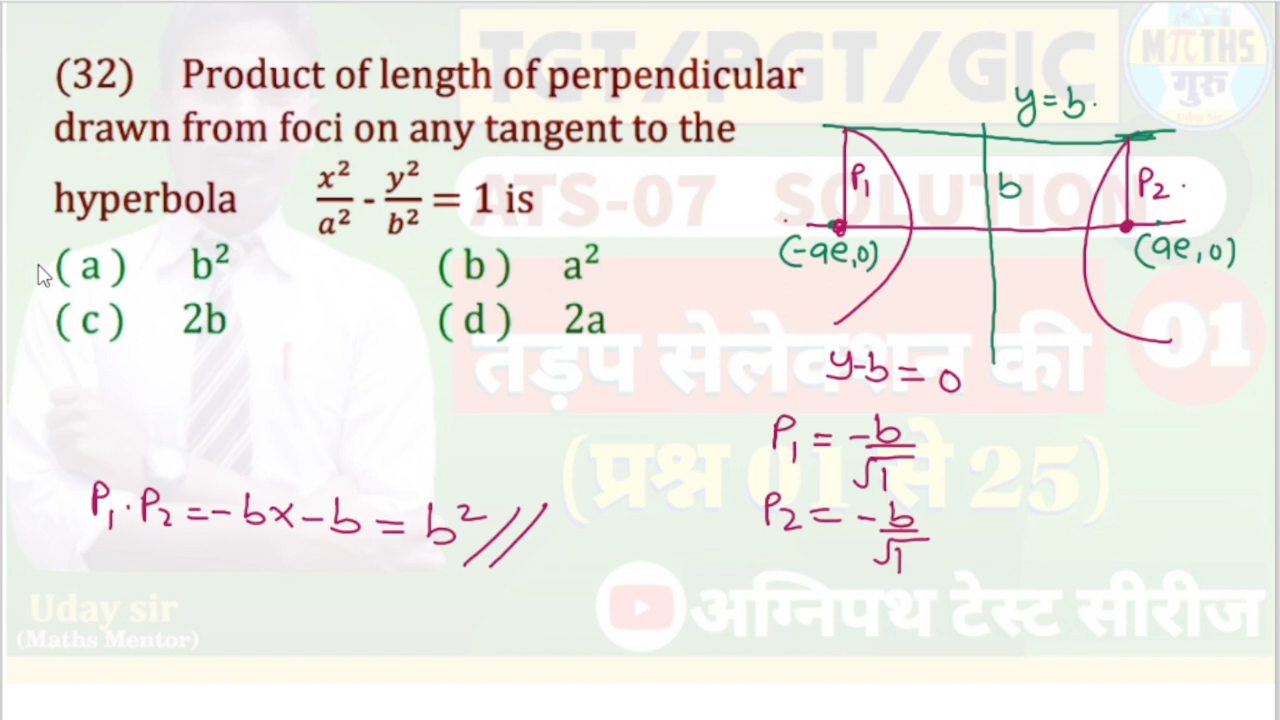 TGT/PGT/GIC
MπTHS
गुरु
Uday Sir
(32) Product of length of perpendicular
drawn from foci on any tangent to the
hyperbola x²/a² - y²/b² = 1 is
(a) b² (b) a²
(c) 2b (d) 2a
ATS-07 SOLUTION
y=b.
P₁ b P₂.
(-ae,0) (ae,0)
01
तड़प सेलेक्शन की
(प्रश्न 01 से 25)
y-b=0
P₁ = -b/√1
P₂ = -b/√1
P₁.P₂ = -b×-b = b²//
Uday sir
(Maths Mentor)
अग्निपथ टेस्ट सीरीज